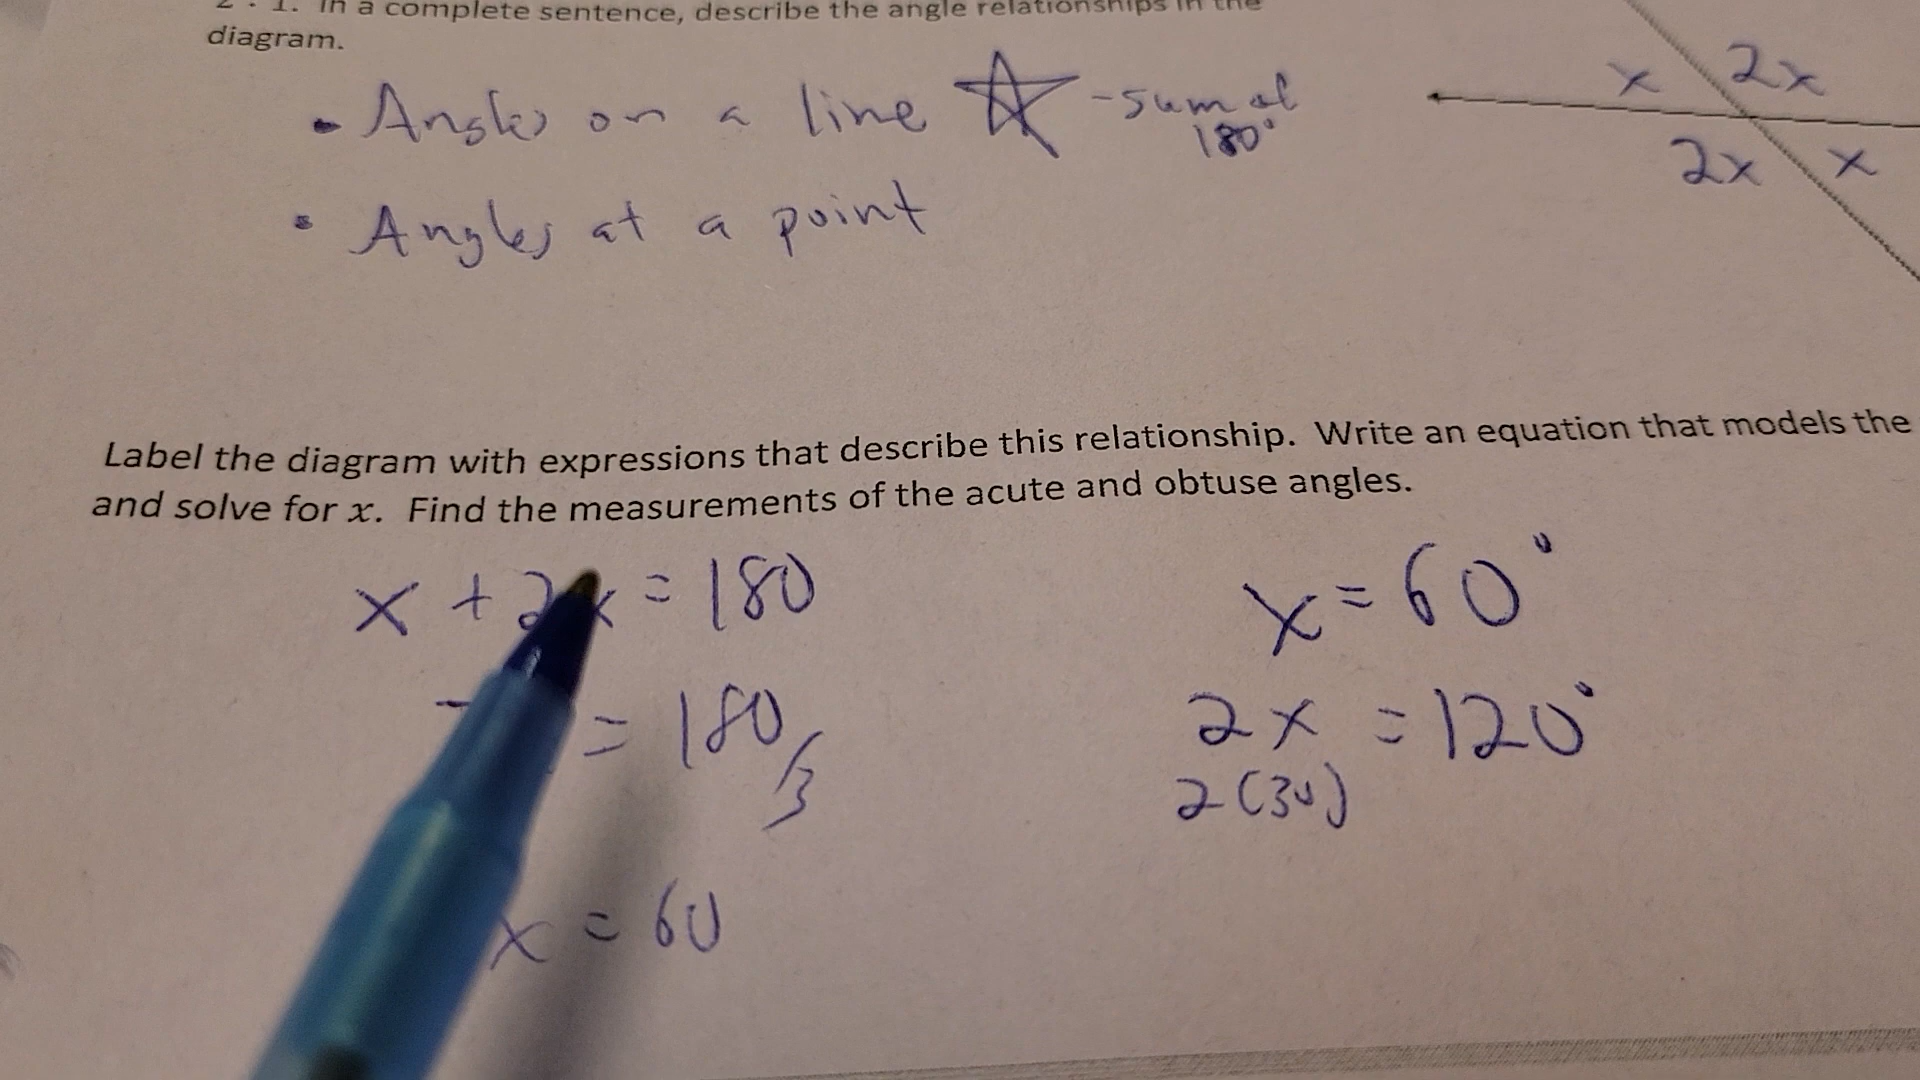 1. In a complete sentence, describe the angle relationships in the
diagram.
• Angles on a line ☆ - sum of
180°
• Angles at a point
x 2x
2x x
Label the diagram with expressions that describe this relationship. Write an equation that models the
and solve for x. Find the measurements of the acute and obtuse angles.
x + 2x = 180
= 180/3
x = 60
x = 60°
2x = 120°
2(30)